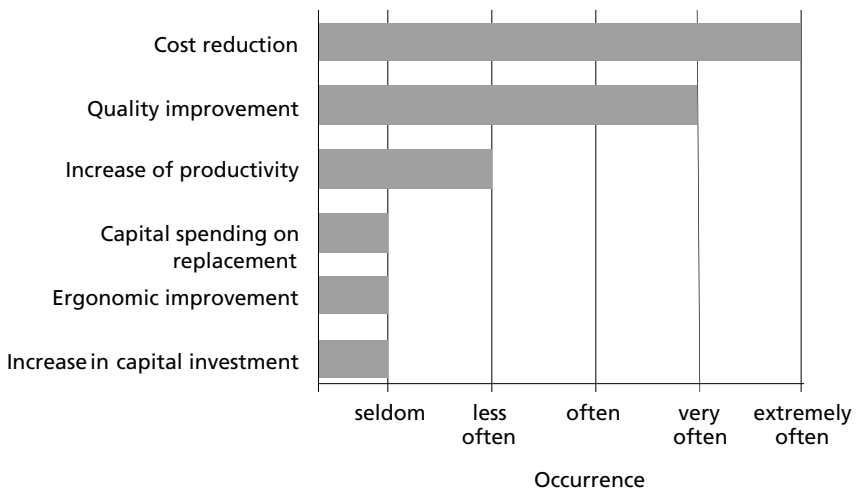 Cost reduction
Quality improvement
Increase of productivity
Capital spending on
replacement
Ergonomic improvement
Increase in capital investment
seldom
less
often
often
very
often
extremely
often
Occurrence